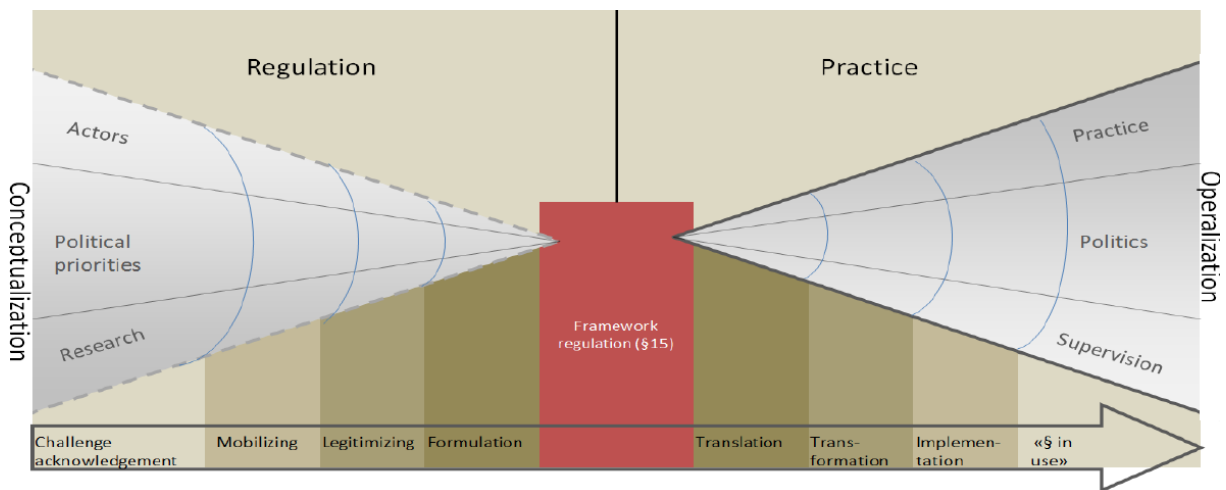 Regulation
Practice
Actors
Political
priorities
Research
Conceptualization
Practice
Politics
Supervision
Operalization
Framework
regulation (§15)
Challenge
acknowledgement
Mobilizing
Legitimizing
Formulation
Translation
Trans-
formation
Implemen-
tation
«§ in
use»